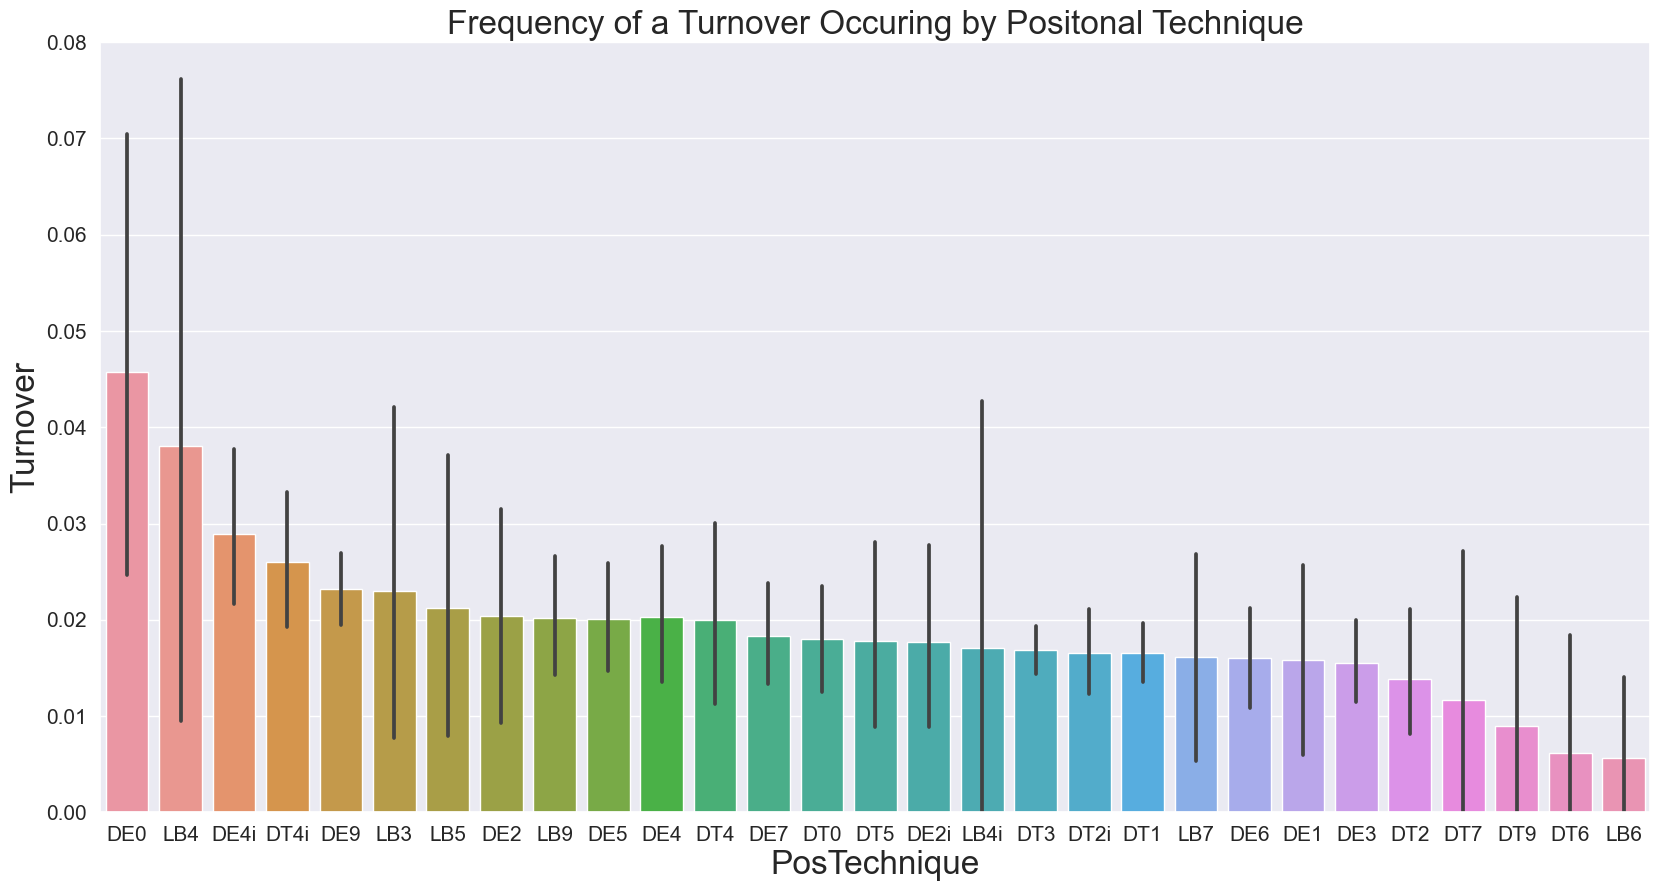 Frequency of a Turnover Occuring by Positonal Technique
0.08
0.07
0.06
0.05
0.04
0.03
0.02
0.01
0.00
Turnover
DE0 LB4 DE4i DT4i DE9 LB3 LB5 DE2 LB9 DE5 DE4 DT4 DE7 DT0 DT5 DE2i LB4i DT3 DT2i DT1 LB7 DE6 DE1 DE3 DT2 DT7 DT9 DT6 LB6
PosTechnique